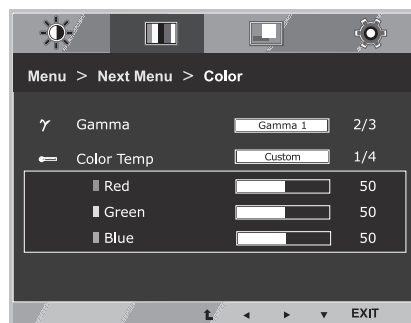 Menu > Next Menu > Color
γ Gamma Gamma 1 2/3
Color Temp Custom 1/4
Red 50
Green 50
Blue 50
EXIT